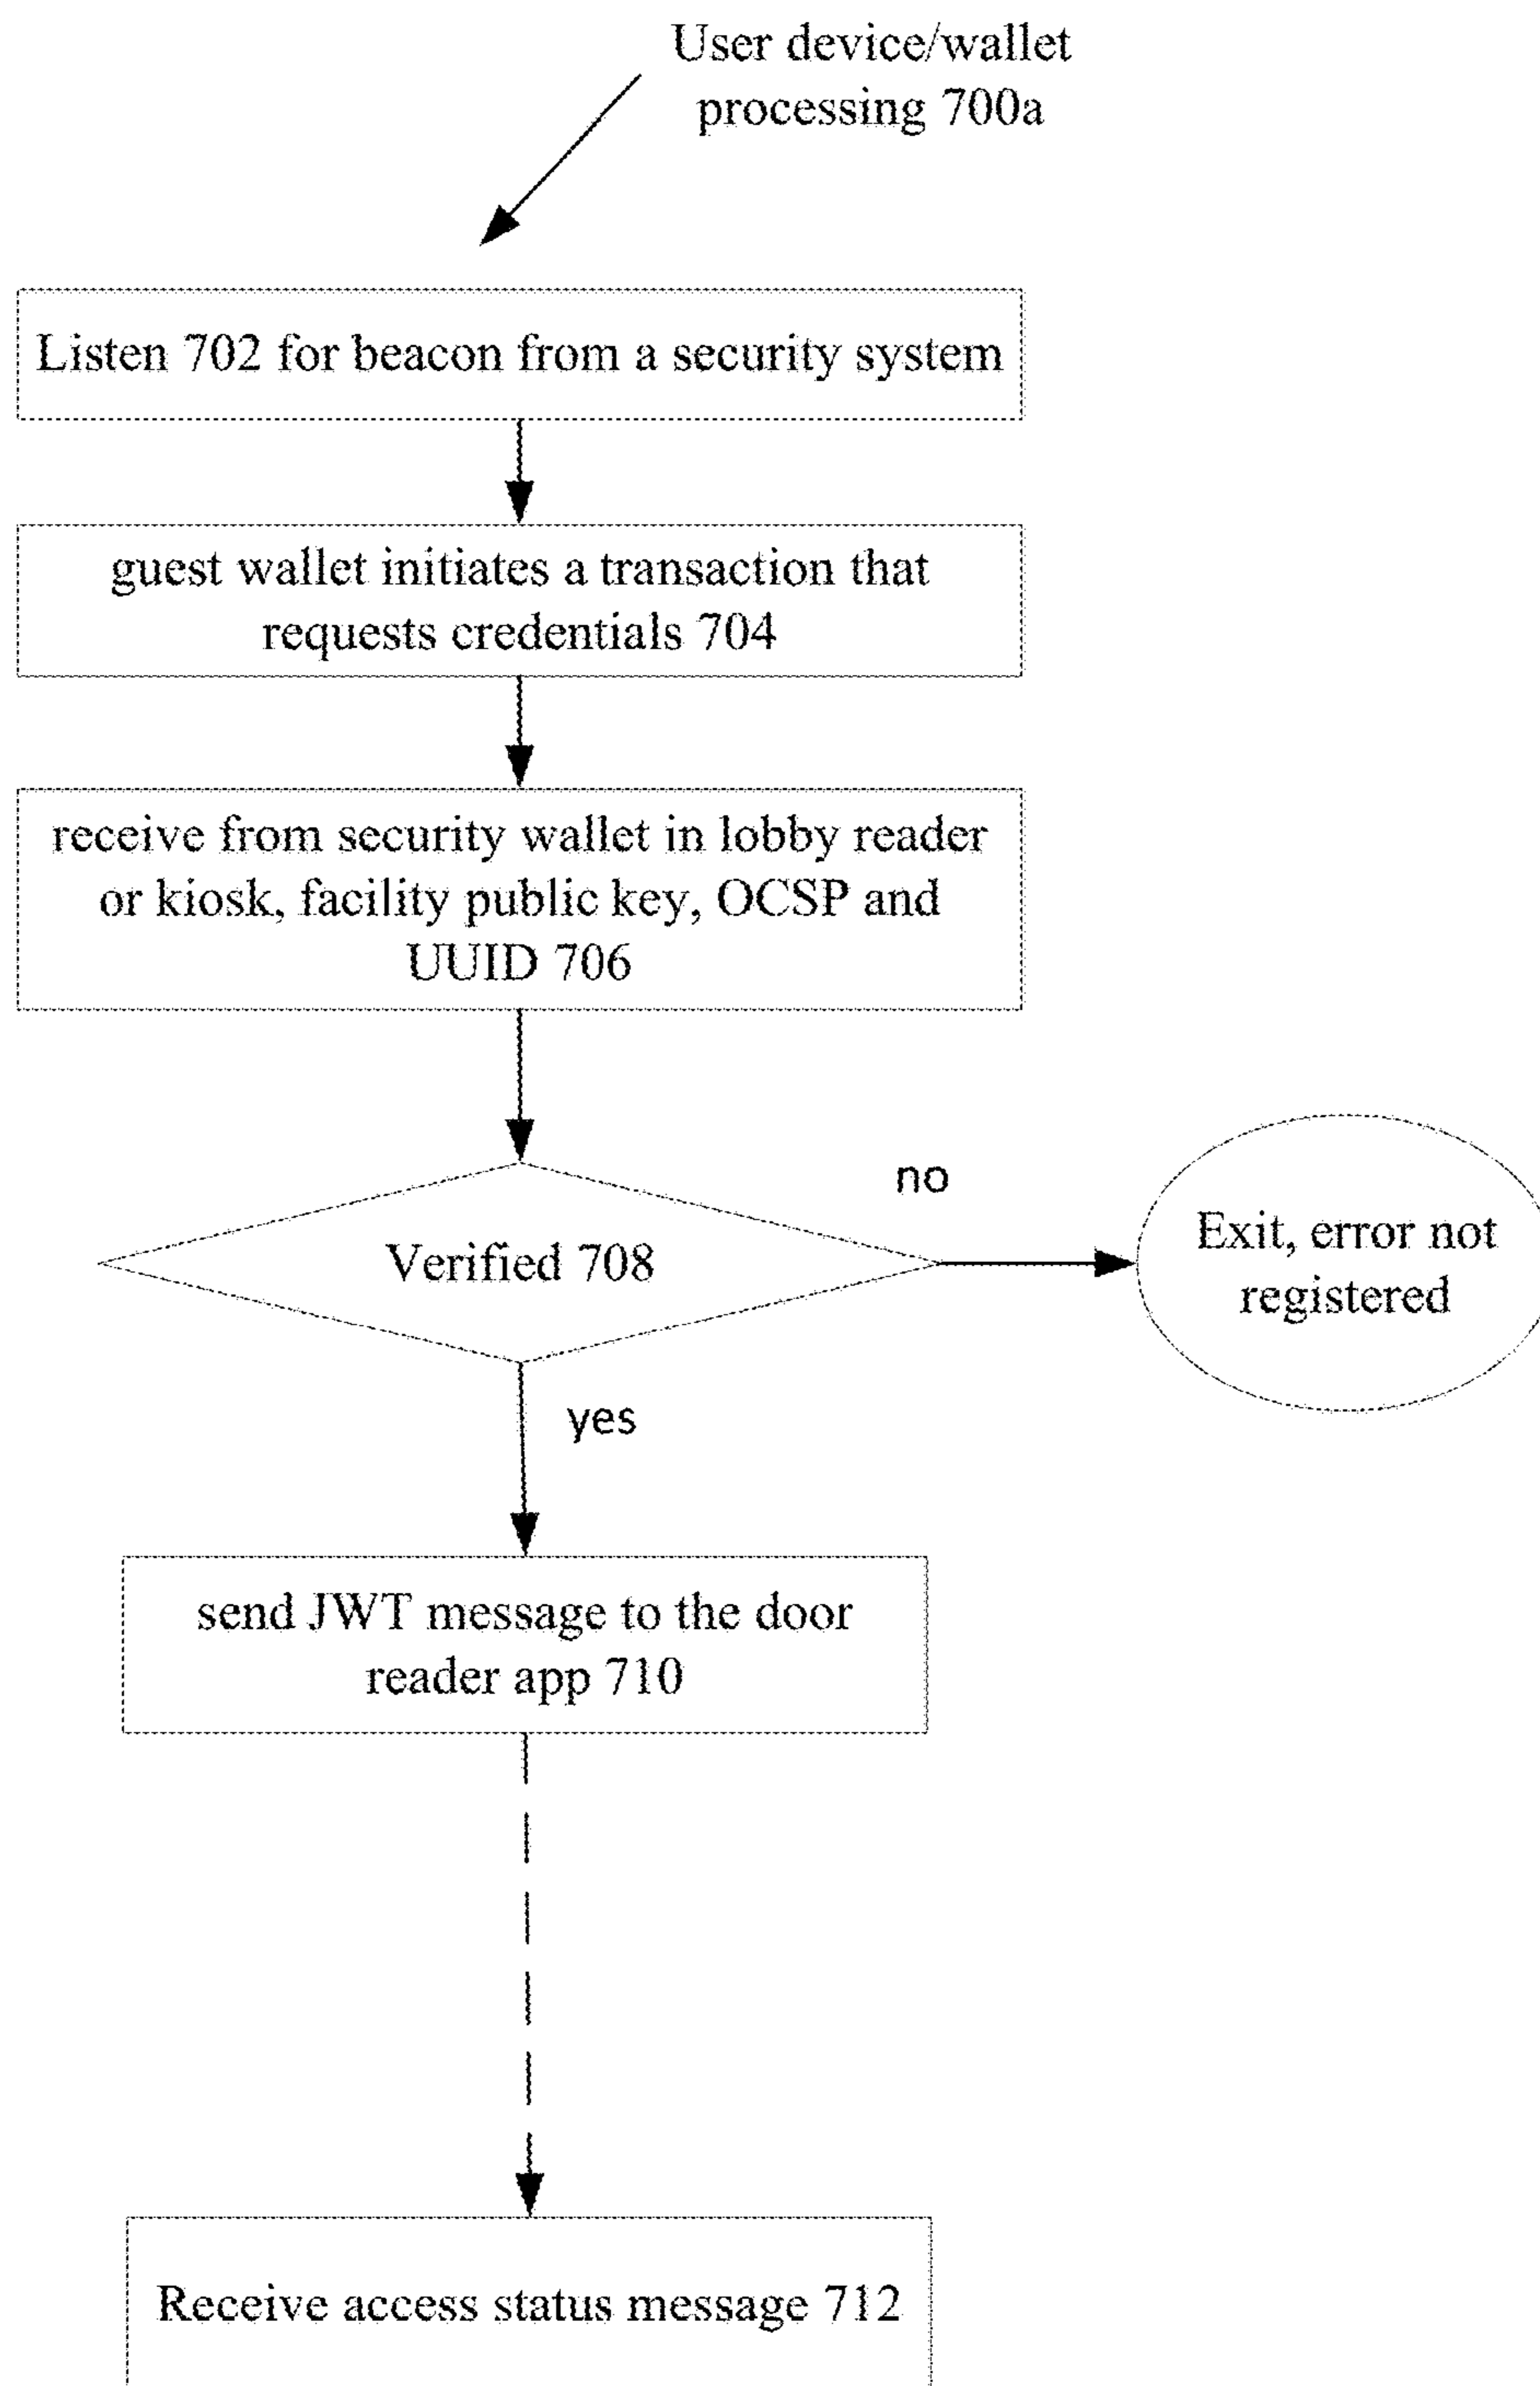 User device/wallet
processing 700a
Listen 702 for beacon from a security system
guest wallet initiates a transaction that
requests credentials 704
receive from security wallet in lobby reader
or kiosk, facility public key, OCSP and
UUID 706
no
Verified 708
Exit, error not
registered
yes
send JWT message to the door
reader app 710
Receive access status message 712